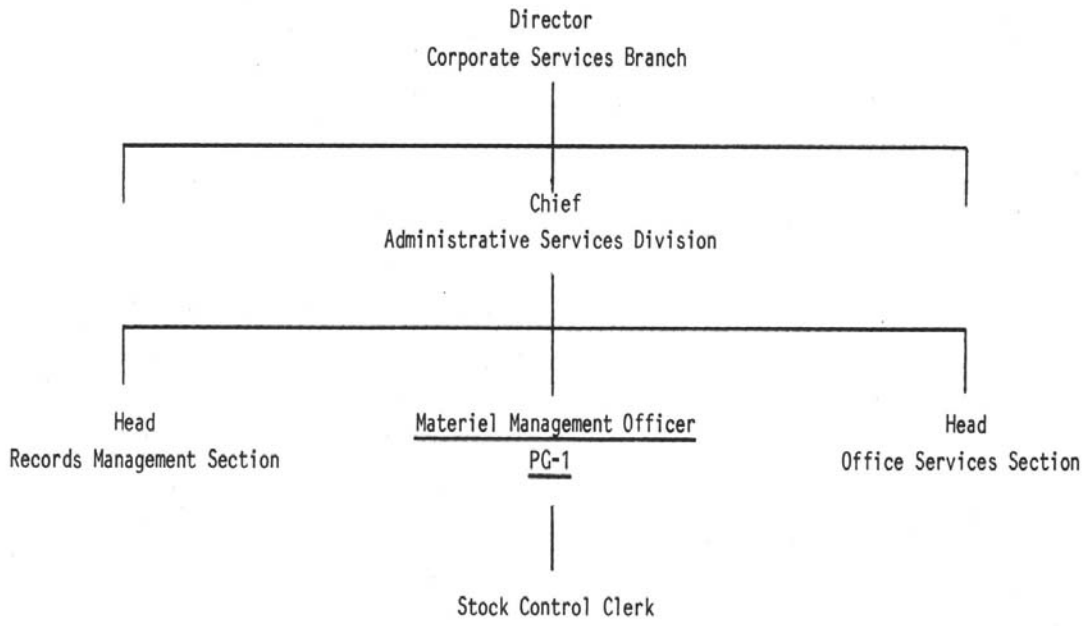 Director
Corporate Services Branch
Chief
Administrative Services Division
Head
Records Management Section
Materiel Management Officer
PG-1
Head
Office Services Section
Stock Control Clerk